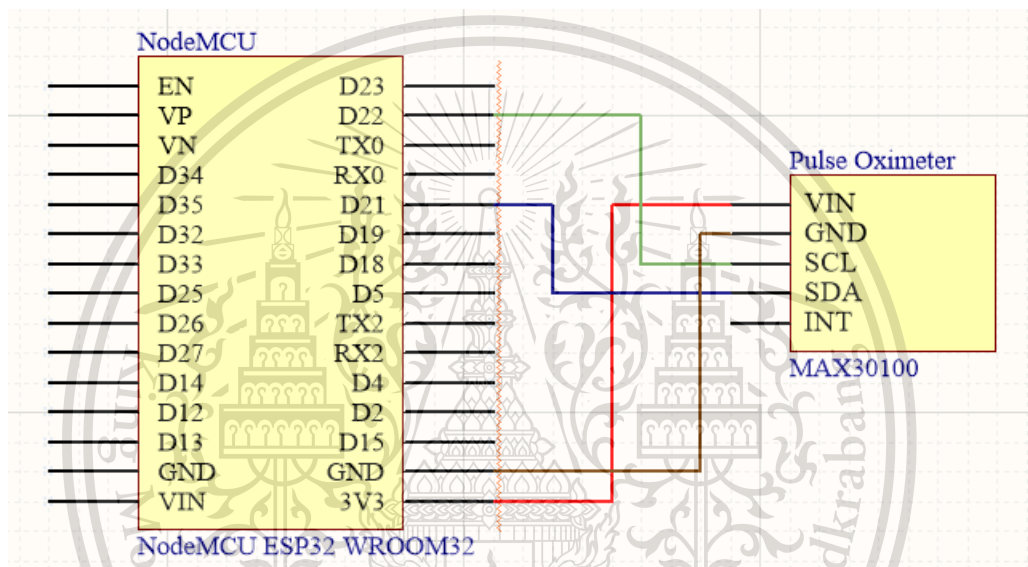 NodeMCU
EN D23
VP D22
VN TX0
D34 RX0
D35 D21
D32 D19
D33 D18
D25 D5
D26 TX2
D27 RX2
D14 D4
D12 D2
D13 D15
GND GND
VIN 3V3
NodeMCU ESP32 WROOM32
Pulse Oximeter
VIN
GND
SCL
SDA
INT
MAX30100